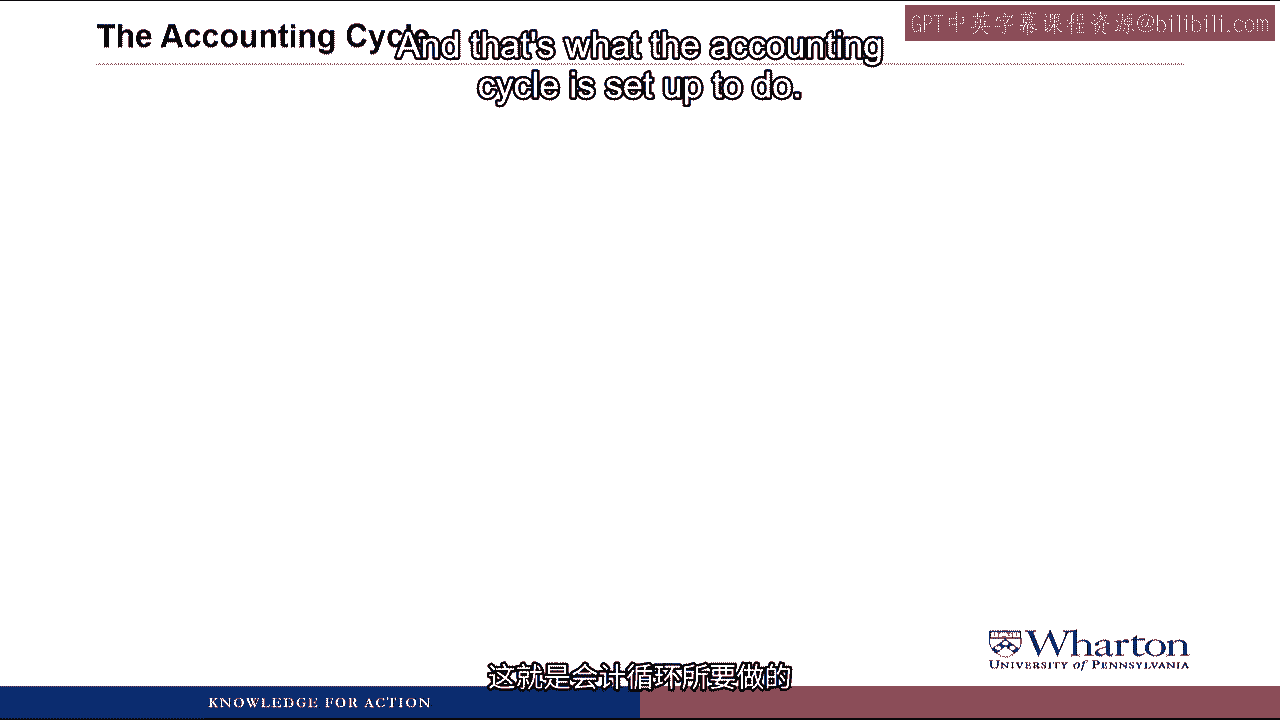 The Accounting Cycle
GPT中英字幕课程资源@bilibili.com
And that's what the accounting
cycle is set up to do.
Wharton
UNIVERSITY of PENNSYLVANIA
这就是会计循环所要做的
KNOWLEDGE FOR ACTION